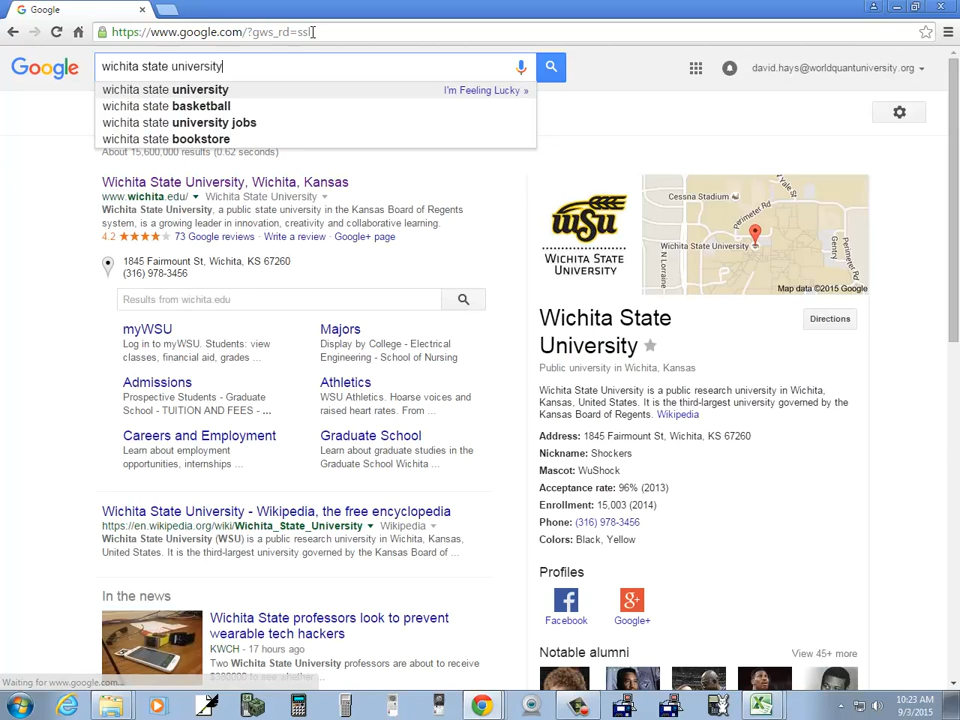 Google
https://www.google.com/?gws_rd=ssl
Google
wichita state university
david.hays@worldquantuniversity.org
wichita state university
I'm Feeling Lucky »
wichita state basketball
wichita state university jobs
wichita state bookstore
About 15,600,000 results (0.62 seconds)
Wichita State University, Wichita, Kansas
www.wichita.edu/ Wichita State University
Wichita State University, a public state university in the Kansas Board of Regents
system, is a growing leader in innovation, creativity and collaborative learning.
4.2 73 Google reviews · Write a review · Google+ page
1845 Fairmount St, Wichita, KS 67260
(316) 978-3456
Results from wichita.edu
myWSU
Log in to myWSU. Students: view
classes, financial aid, grades ...
Majors
Display by College - Electrical
Engineering - School of Nursing
Admissions
Prospective Students - Graduate
School - TUITION AND FEES - ...
Athletics
WSU Athletics. Hoarse voices and
raised heart rates. From ...
Careers and Employment
Learn about employment
opportunities, internships ...
Graduate School
Learn about graduate studies in the
Graduate School Wichita ...
Wichita State University - Wikipedia, the free encyclopedia
https://en.wikipedia.org/wiki/Wichita_State_University Wikipedia
Wichita State University (WSU) is a public research university in Wichita, Kansas,
United States. It is the third-largest university governed by the Kansas Board of ...
In the news
Wichita State professors look to prevent
wearable tech hackers
KWCH - 17 hours ago
Two Wichita State University professors are about to receive
Waiting for www.google.com...
wsu
WICHITA STATE
UNIVERSITY
Cessna Stadium
Yale St
Perimeter Rd
Perimeter Rd
Wichita State University
N Lorraine
Gentry
Harvard St
Map data ©2015 Google
Wichita State
University
Directions
Public university in Wichita, Kansas
Wichita State University is a public research university in Wichita,
Kansas, United States. It is the third-largest university governed by the
Kansas Board of Regents. Wikipedia
Address: 1845 Fairmount St, Wichita, KS 67260
Nickname: Shockers
Mascot: WuShock
Acceptance rate: 96% (2013)
Enrollment: 15,003 (2014)
Phone: (316) 978-3456
Colors: Black, Yellow
Profiles
Facebook
Google+
Notable alumni
View 45+ more
10:23 AM
9/3/2015